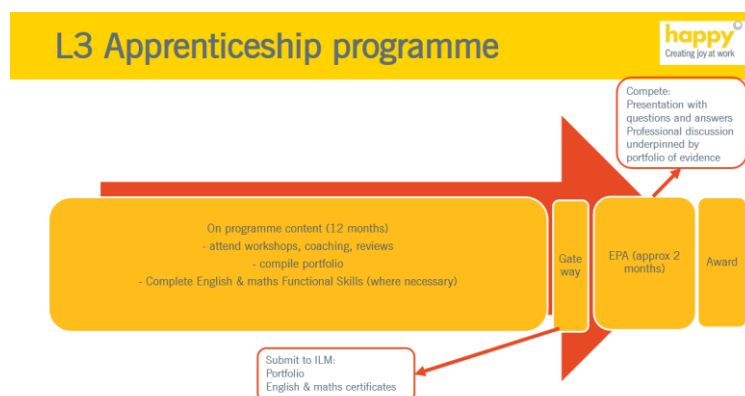 L3 Apprenticeship programme
happy
Creating joy at work
Compete:
Presentation with
questions and answers
Professional discussion
underpinned by
portfolio of evidence
On programme content (12 months)
- attend workshops, coaching, reviews
- compile portfolio
- Complete English & maths Functional Skills (where necessary)
Gate
way
EPA (approx 2
months)
Award
Submit to ILM:
Portfolio
English & maths certificates